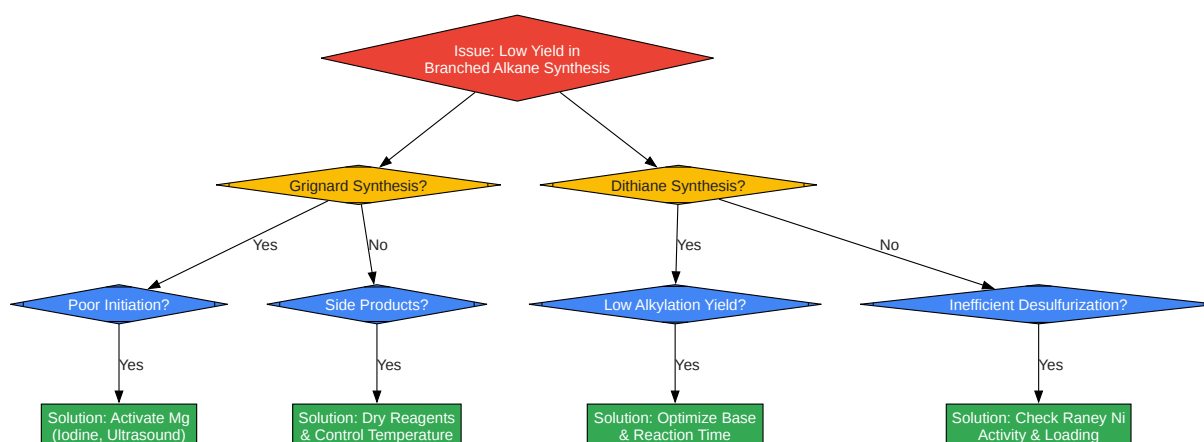 Issue: Low Yield in
Branched Alkane Synthesis
Grignard Synthesis?
Dithiane Synthesis?
Yes
No
Yes
No
Poor Initiation?
Side Products?
Low Alkylation Yield?
Inefficient Desulfurization?
Yes
Yes
Yes
Yes
Solution: Activate Mg
(Iodine, Ultrasound)
Solution: Dry Reagents
& Control Temperature
Solution: Optimize Base
& Reaction Time
Solution: Check Raney Ni
Activity & Loading